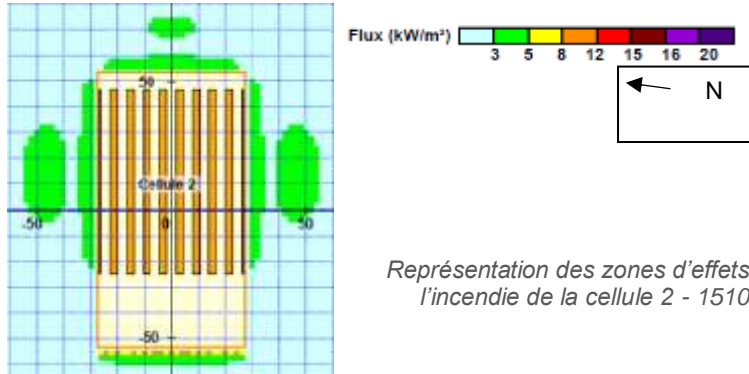 Flux (kW/m²)
3 5 8 12 15 16 20
N
50
Cellule 2
-50 0 50
-50
Représentation des zones d'effets
l'incendie de la cellule 2 - 1510